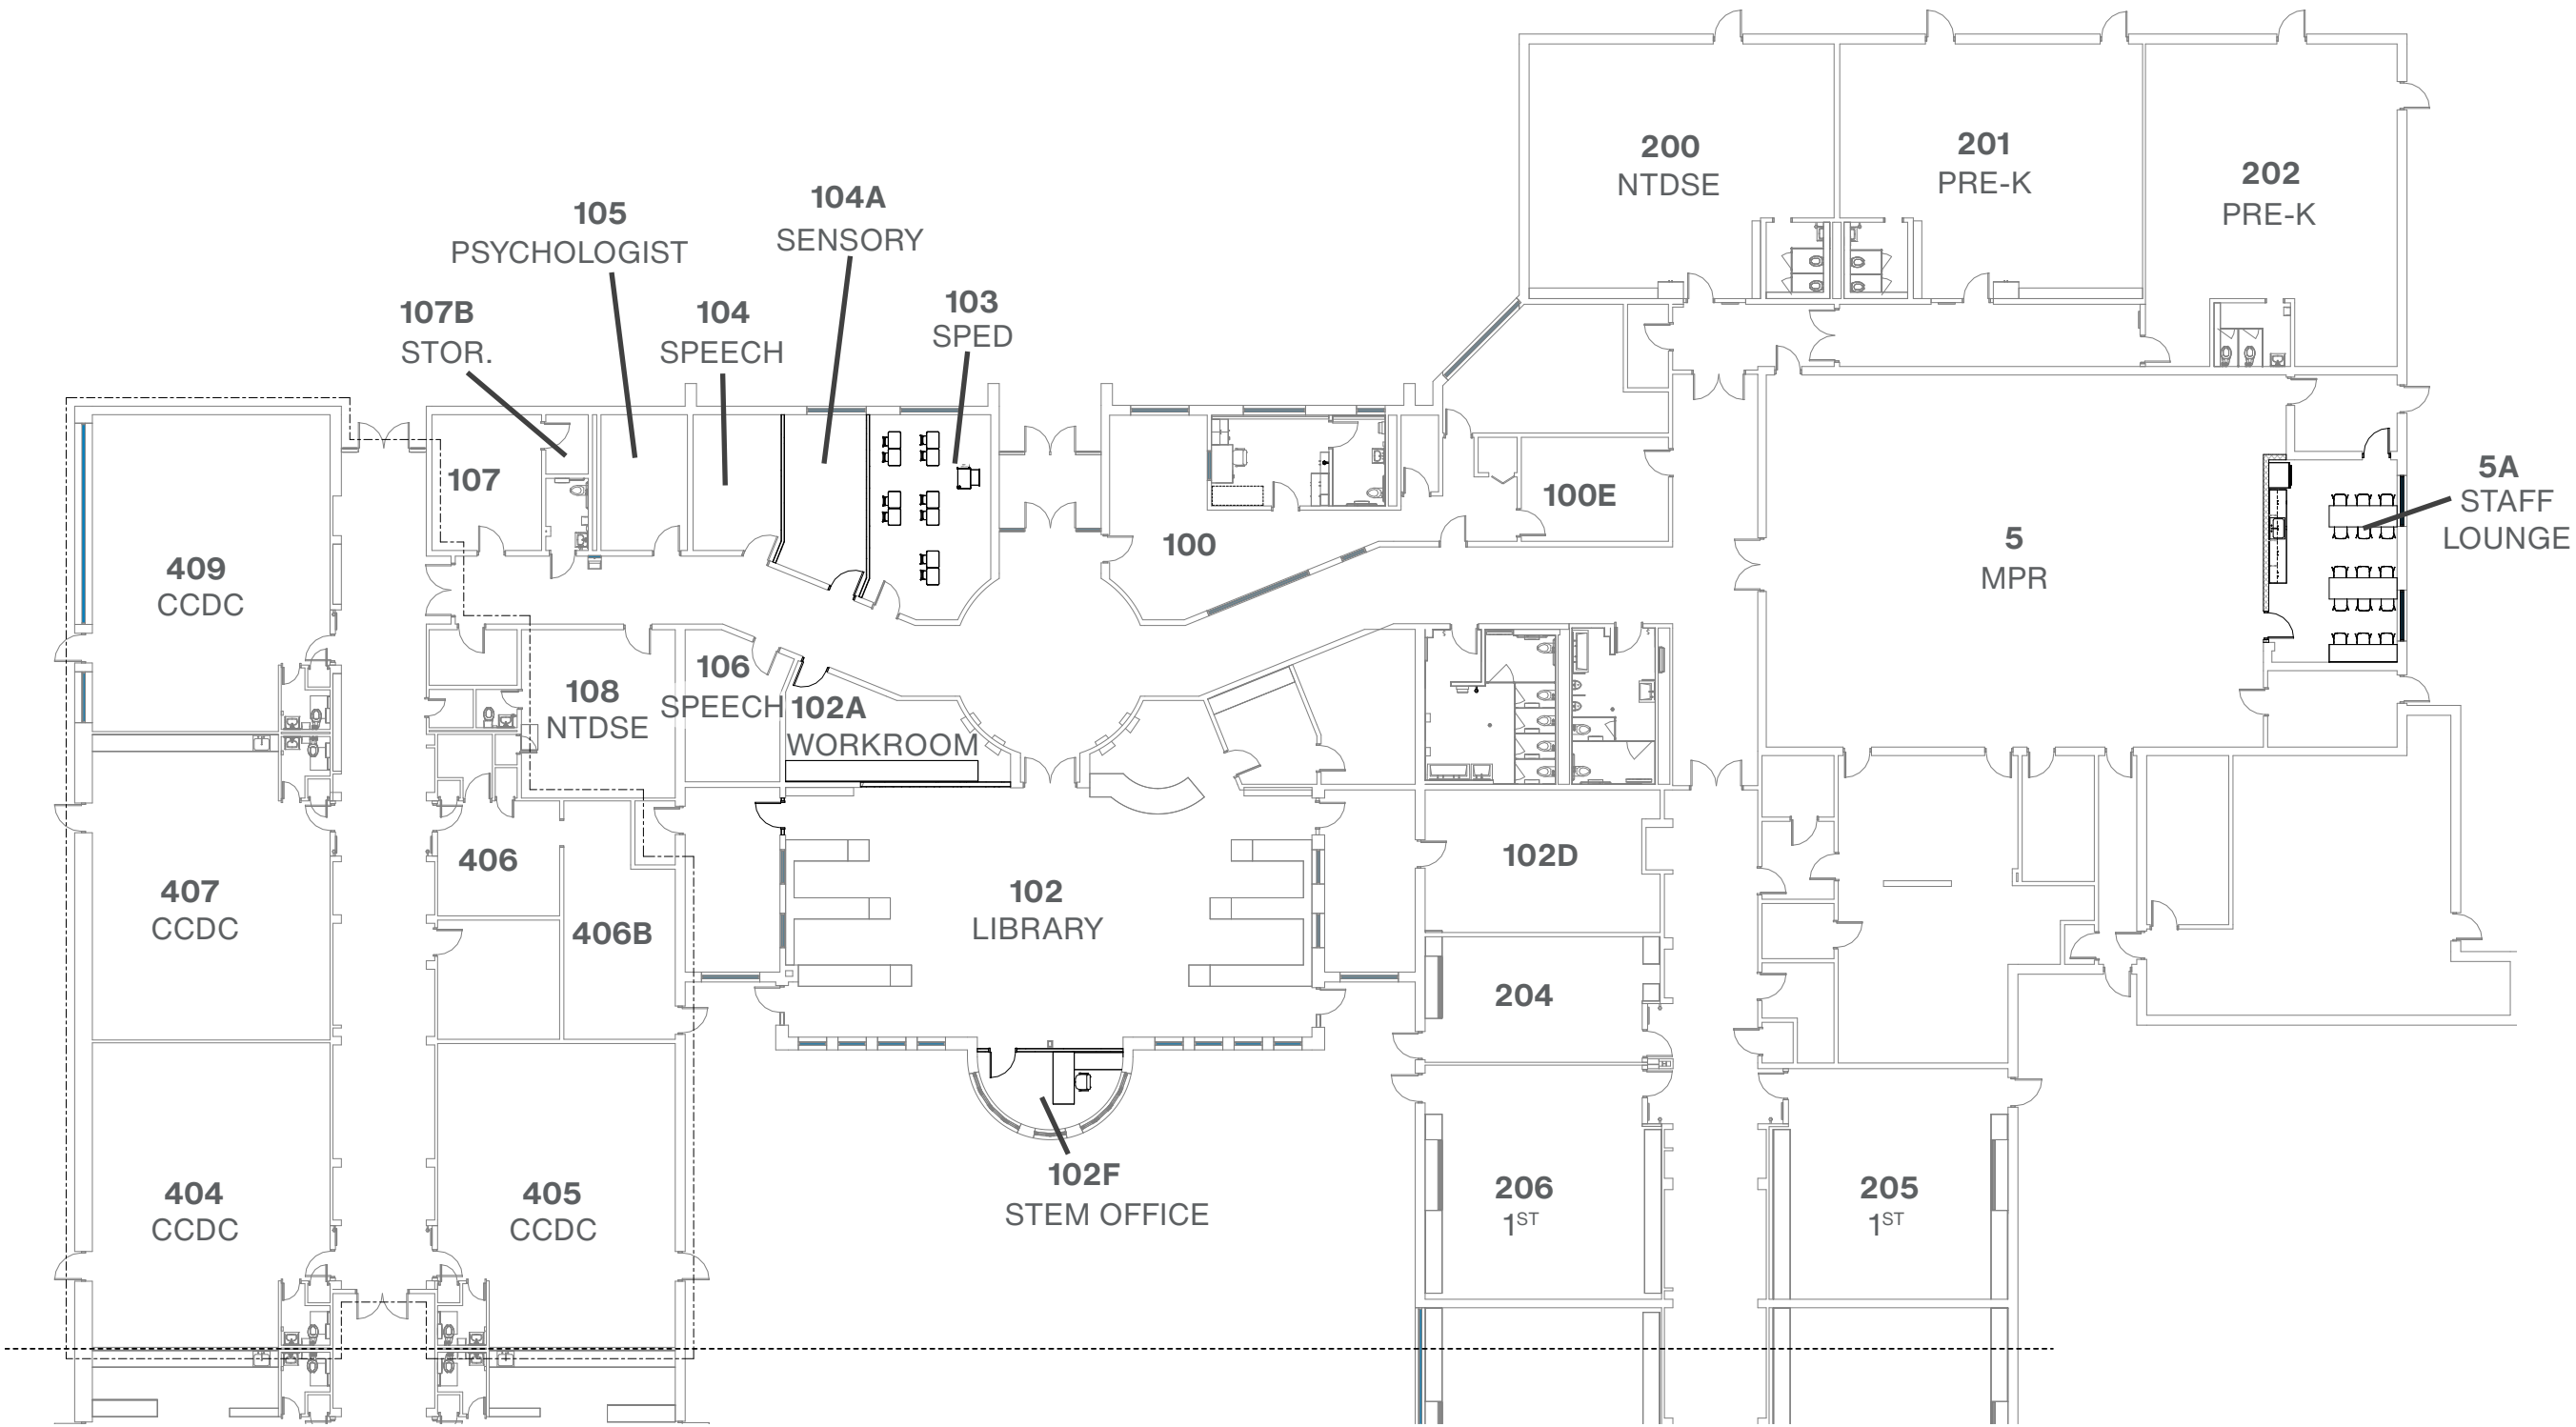 200
NTDSE
201
PRE-K
202
PRE-K
104A
SENSORY
105
PSYCHOLOGIST
107B
STOR.
104
SPEECH
103
SPED
107
100
100E
5
MPR
5A
STAFF
LOUNGE
409
CCDC
108
NTDSE
106
SPEECH
102A
WORKROOM
406
407
CCDC
406B
102
LIBRARY
102D
204
404
CCDC
405
CCDC
102F
STEM OFFICE
206
1ST
205
1ST